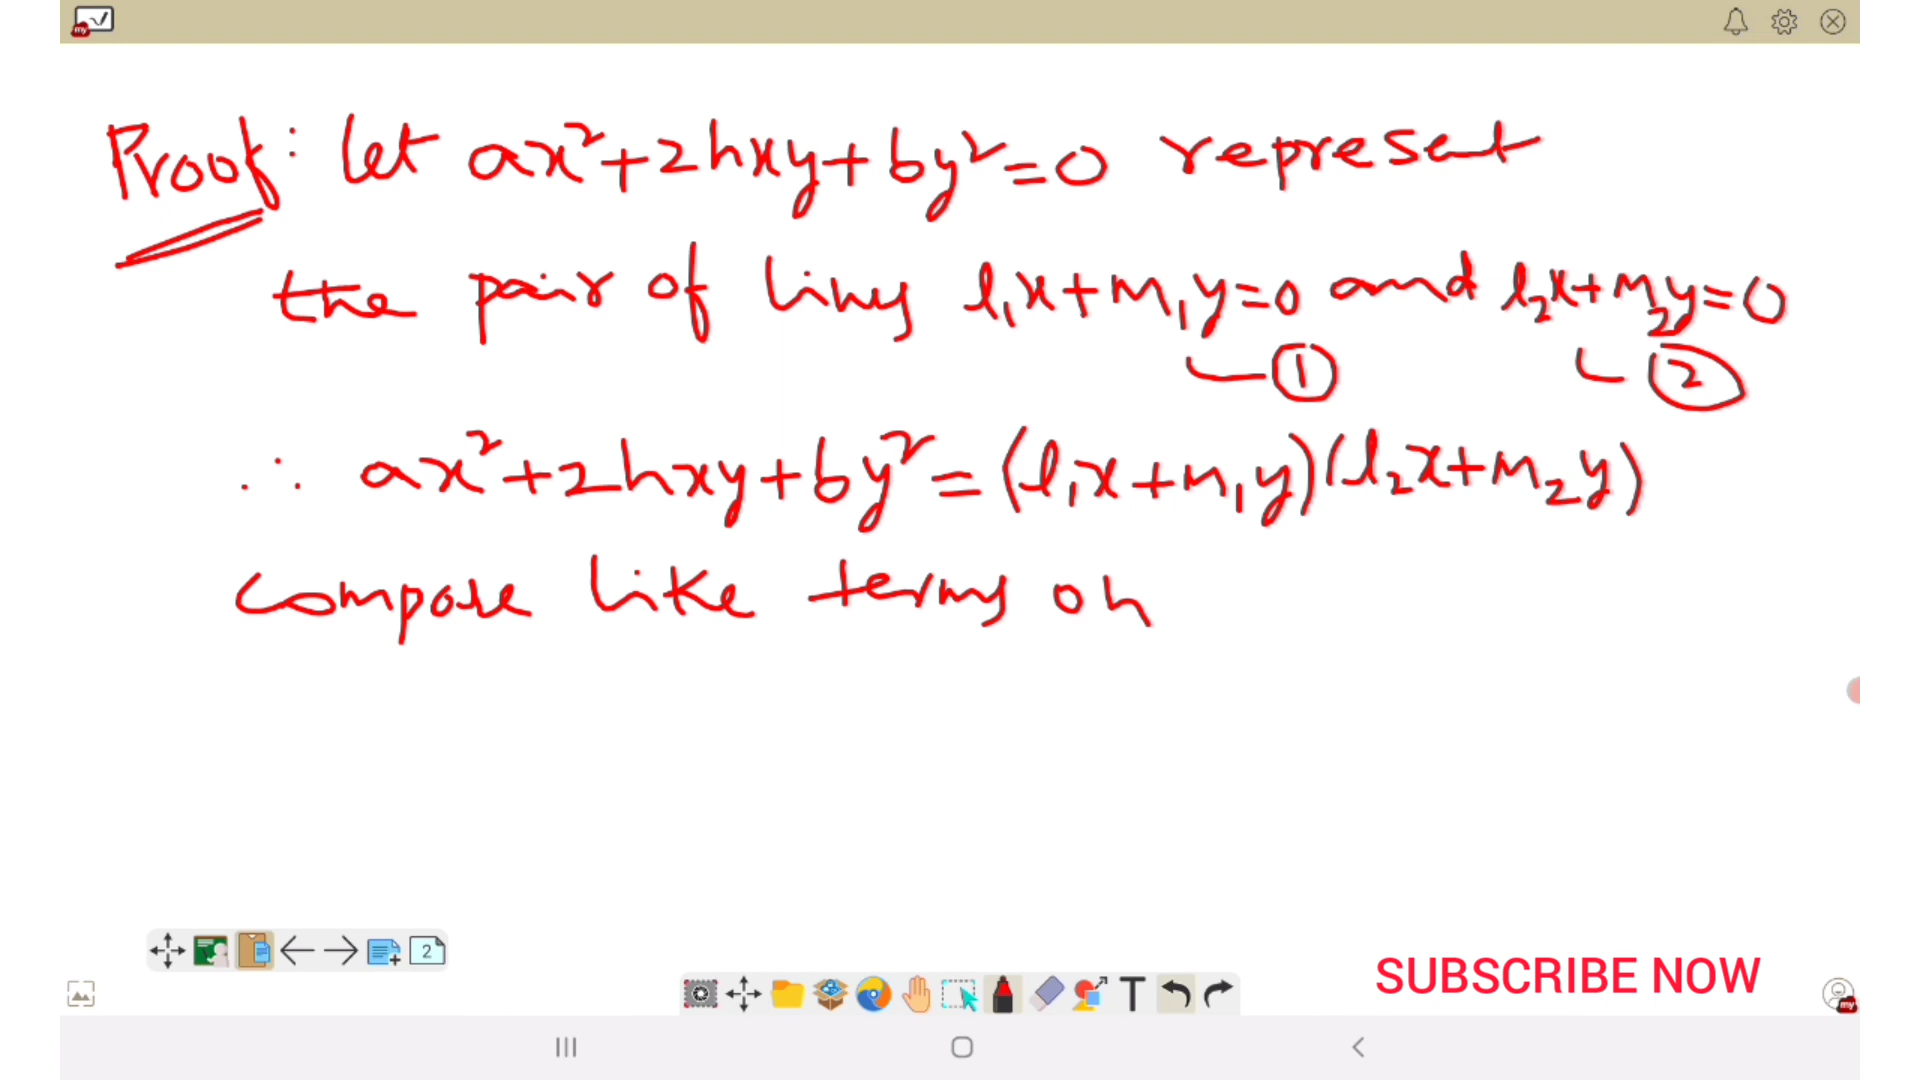 Proof: let ax²+2hxy+by²=0 represent
the pair of lines l₁x+m₁y=0 and l₂x+m₂y=0
① ②
∴ ax²+2hxy+by²=(l₁x+m₁y)(l₂x+m₂y)
compare like terms on
2
T
SUBSCRIBE NOW